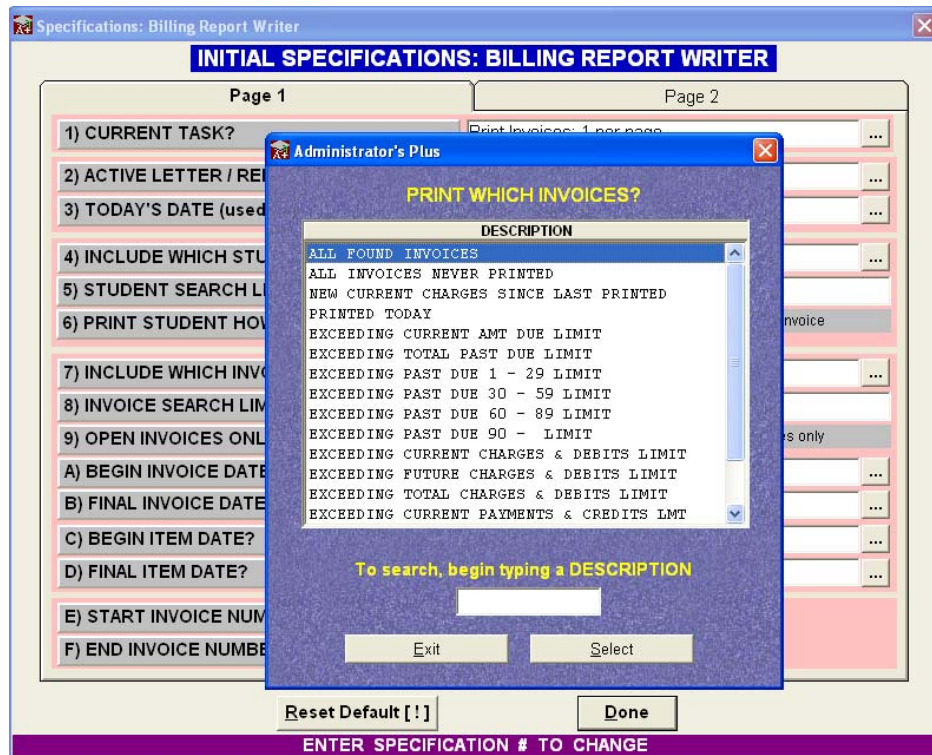 Specifications: Billing Report Writer
INITIAL SPECIFICATIONS: BILLING REPORT WRITER
Page 1
Page 2
1) CURRENT TASK?
Print Invoices: 1 per page
...
2) ACTIVE LETTER /
...
3) TODAY'S DATE (used
...
4) INCLUDE WHICH
...
5) STUDENT SEARCH
6) PRINT STUDENT
nvoice
7) INCLUDE WHICH
...
8) INVOICE SEARCH
9) OPEN INVOICES
s only
A) BEGIN INVOICE DATE
...
B) FINAL INVOICE DATE
...
C) BEGIN ITEM DATE?
...
D) FINAL ITEM DATE?
...
E) START INVOICE NUM
F) END INVOICE NUMBE
Administrator's Plus
PRINT WHICH INVOICES?
DESCRIPTION
ALL FOUND INVOICES
ALL INVOICES NEVER PRINTED
NEW CURRENT CHARGES SINCE LAST PRINTED
PRINTED TODAY
EXCEEDING CURRENT AMT DUE LIMIT
EXCEEDING TOTAL PAST DUE LIMIT
EXCEEDING PAST DUE 1 - 29 LIMIT
EXCEEDING PAST DUE 30 - 59 LIMIT
EXCEEDING PAST DUE 60 - 89 LIMIT
EXCEEDING PAST DUE 90 - LIMIT
EXCEEDING CURRENT CHARGES & DEBITS LIMIT
EXCEEDING FUTURE CHARGES & DEBITS LIMIT
EXCEEDING TOTAL CHARGES & DEBITS LIMIT
EXCEEDING CURRENT PAYMENTS & CREDITS LMT
To search, begin typing a DESCRIPTION
Exit
Select
Reset Default [ ! ]
Done
ENTER SPECIFICATION # TO CHANGE